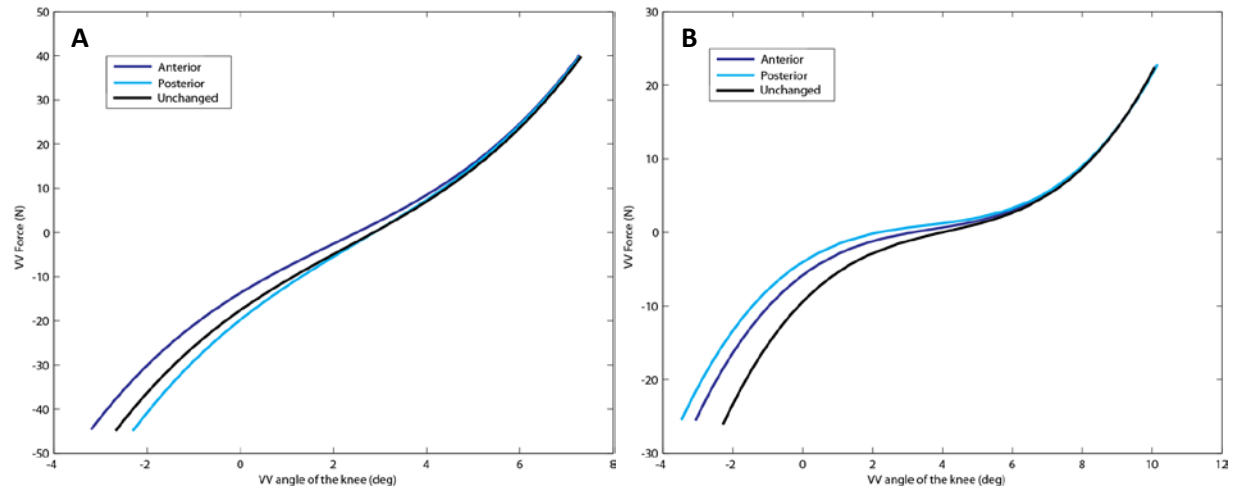 A
Anterior
Posterior
Unchanged
50
40
30
20
10
0
-10
-20
-30
-40
-50
-4
-2
0
2
4
6
8
VV Force (N)
VV angle of the knee (deg)
B
Anterior
Posterior
Unchanged
30
20
10
0
-10
-20
-30
-4
-2
0
2
4
6
8
10
12
VV Force (N)
VV angle of the knee (deg)